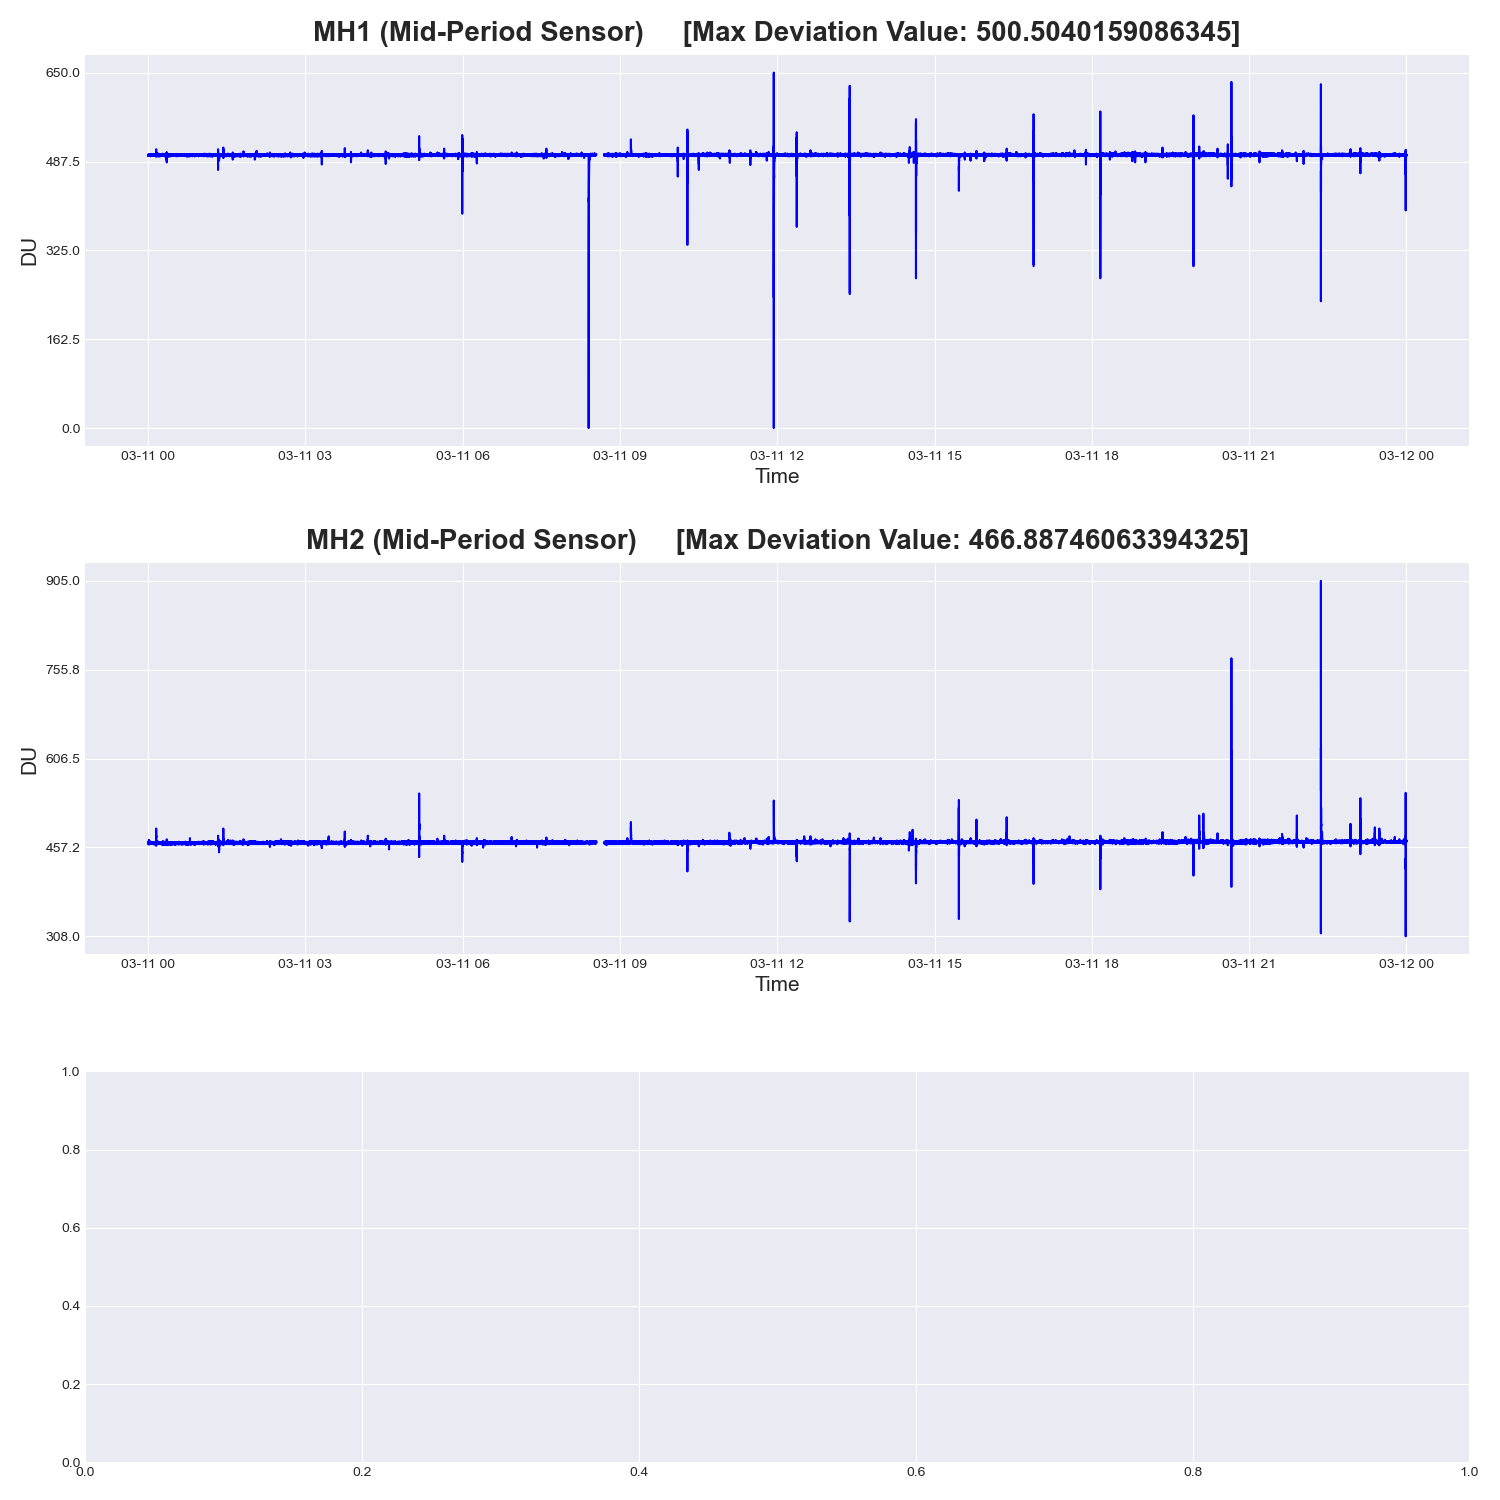 MH1 (Mid-Period Sensor) [Max Deviation Value: 500.5040159086345]
650.0
487.5
325.0
162.5
0.0
DU
03-11 00 03-11 03 03-11 06 03-11 09 03-11 12 03-11 15 03-11 18 03-11 21 03-12 00
Time
MH2 (Mid-Period Sensor) [Max Deviation Value: 466.88746063394325]
905.0
755.8
606.5
457.2
308.0
DU
03-11 00 03-11 03 03-11 06 03-11 09 03-11 12 03-11 15 03-11 18 03-11 21 03-12 00
Time
1.0
0.8
0.6
0.4
0.2
0.0
0.0 0.2 0.4 0.6 0.8 1.0